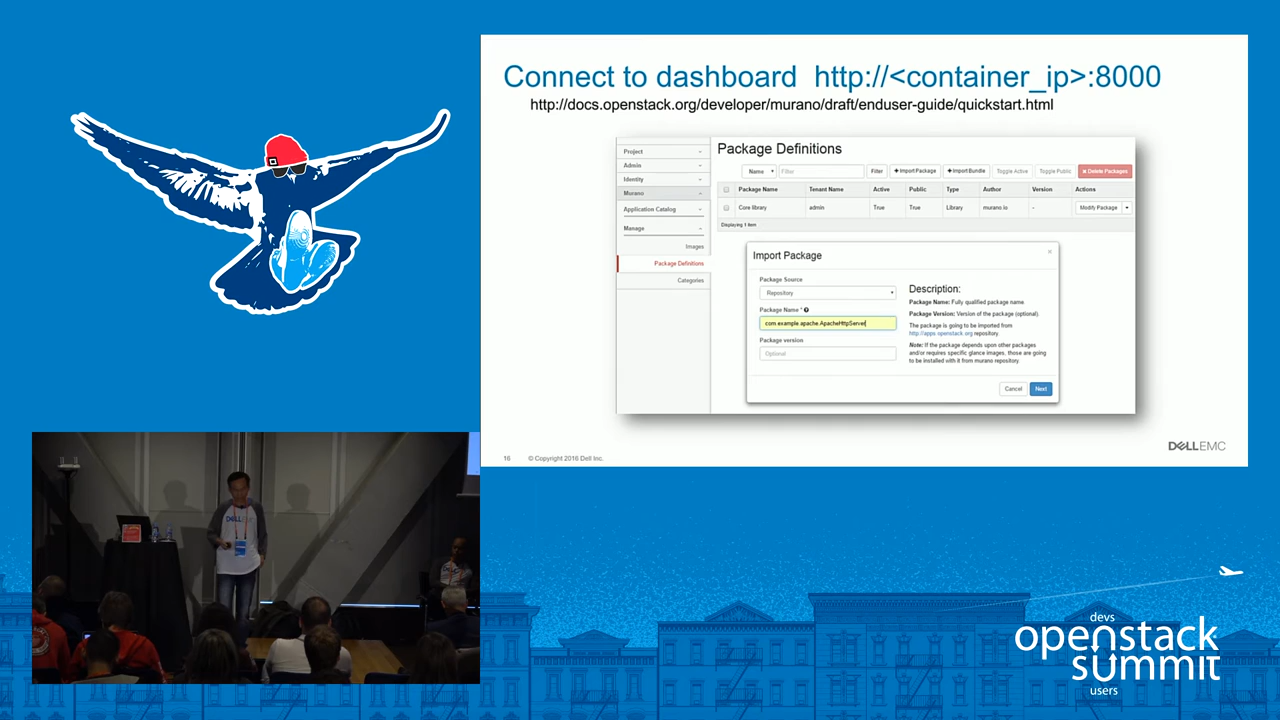 Connect to dashboard http://<container_ip>:8000
http://docs.openstack.org/developer/murano/draft/enduser-guide/quickstart.html
Project
Admin
Identity
Murano
Application Catalog
Manage
Images
Package Definitions
Categories
Package Definitions
Name Filter Filter +Import Package +Import Bundle Toggle Active Toggle Public Delete Packages
Package Name Tenant Name Active Public Type Author Version Actions
Core library admin True True Library murano.io - Modify Package
Displaying 1 item
Import Package
Package Source
Repository
Package Name *
com.example.apache.ApacheHttpServer
Package version
Optional
Description:
Package Name: Fully qualified package name.
Package Version: Version of the package (optional).
The package is going to be imported from
http://apps.openstack.org repository.
Note: If the package depends upon other packages
and/or requires specific glance images, those are going
to be installed with it from murano repository.
Cancel Next
16 © Copyright 2016 Dell Inc.
DELLEMC
DELLEMC
devs
openstack
summit
users